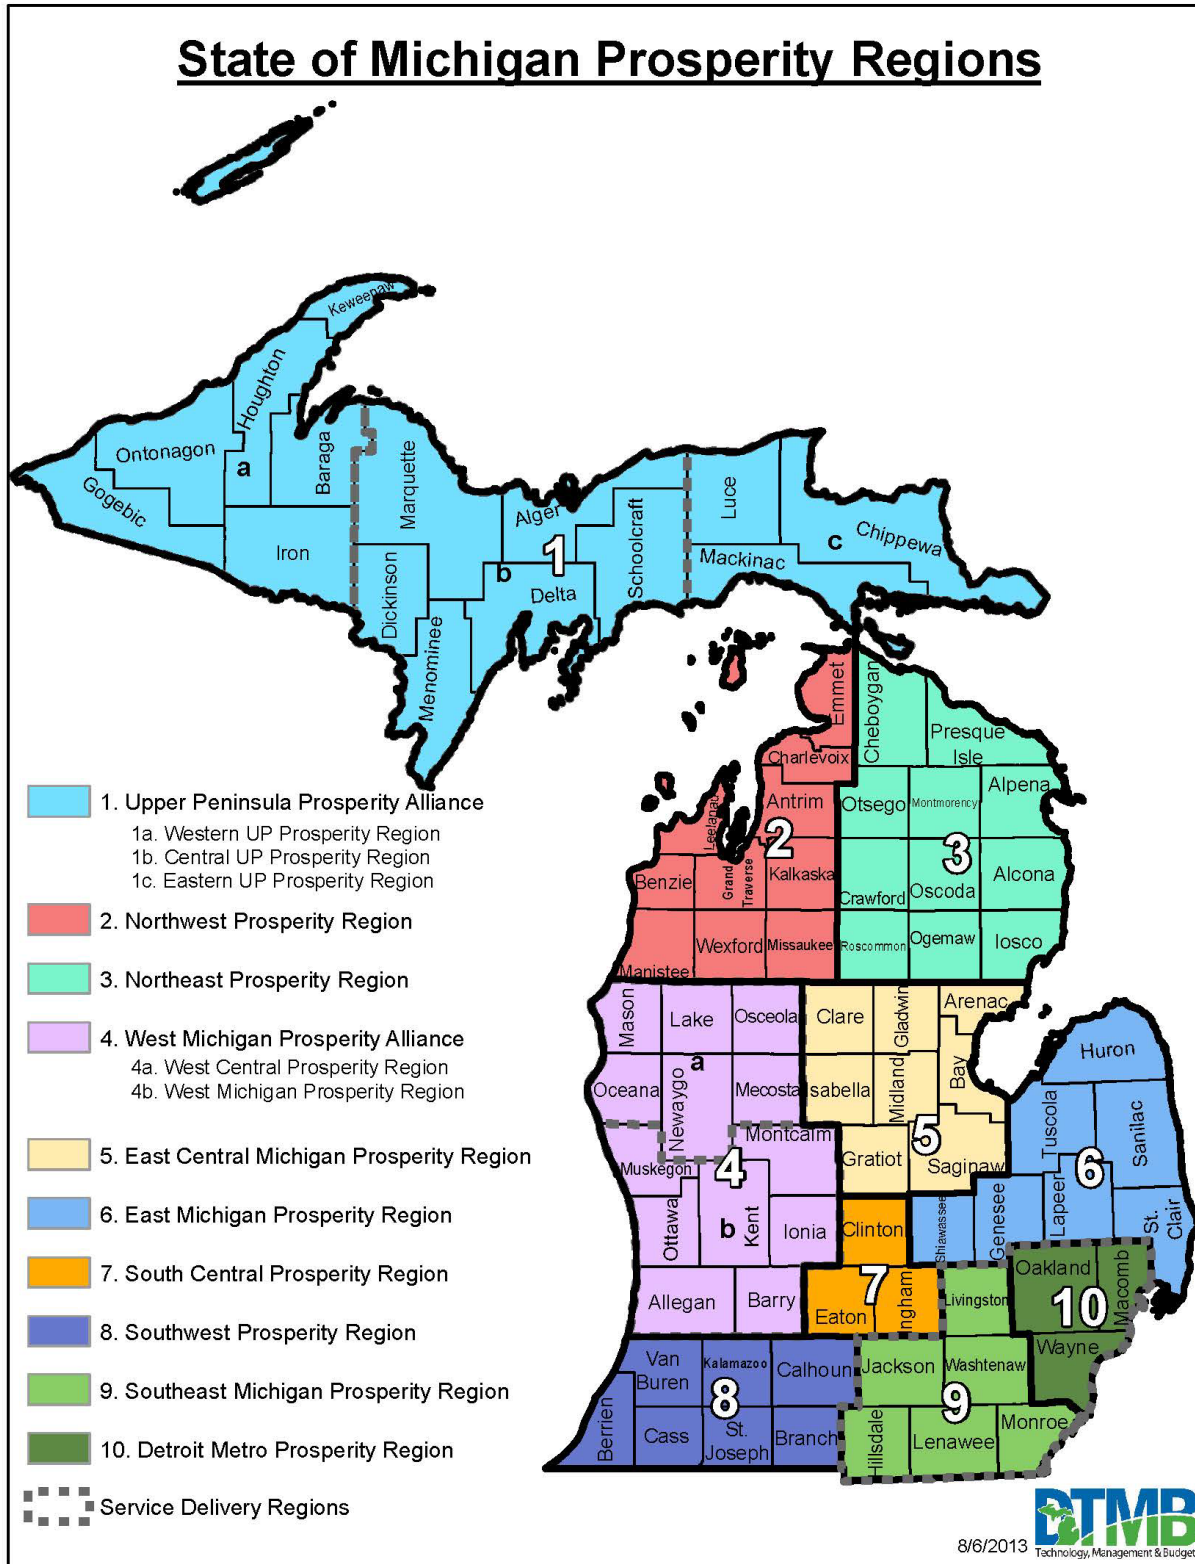 State of Michigan Prosperity Regions
Keweenaw
Houghton
Ontonagon
a
Baraga
Gogebic
Iron
Marquette
Alger
1
Schoolcraft
Luce
c
Chippewa
Mackinac
b
Dickinson
Delta
Menominee
Emmet
Cheboygan
Presque
Isle
Charlevoix
Antrim
Otsego
Montmorency
Alpena
Leelanau
2
3
Benzie
Grand
Traverse
Kalkaska
Crawford
Oscoda
Alcona
Manistee
Wexford
Missaukee
Roscommon
Ogemaw
Iosco
Mason
Lake
Osceola
Clare
Gladwin
Arenac
a
Oceana
Newaygo
Mecosta
Isabella
Midland
Bay
Huron
Tuscola
Sanilac
Muskegon
Montcalm
4
Gratiot
5
Saginaw
6
Ottawa
b
Kent
Ionia
Clinton
Shiawassee
Genesee
Lapeer
St.
Clair
Allegan
Barry
Eaton
7
Ingham
Livingston
Oakland
10
Macomb
Van
Buren
Kalamazoo
Calhoun
Jackson
Washtenaw
Wayne
8
9
Berrien
Cass
St.
Joseph
Branch
Hillsdale
Lenawee
Monroe
1. Upper Peninsula Prosperity Alliance
1a. Western UP Prosperity Region
1b. Central UP Prosperity Region
1c. Eastern UP Prosperity Region
2. Northwest Prosperity Region
3. Northeast Prosperity Region
4. West Michigan Prosperity Alliance
4a. West Central Prosperity Region
4b. West Michigan Prosperity Region
5. East Central Michigan Prosperity Region
6. East Michigan Prosperity Region
7. South Central Prosperity Region
8. Southwest Prosperity Region
9. Southeast Michigan Prosperity Region
10. Detroit Metro Prosperity Region
Service Delivery Regions
8/6/2013
DTMB
Technology, Management & Budget